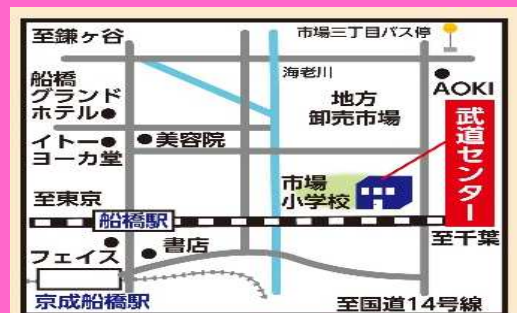 至鎌ヶ谷
市場三丁目バス停
船橋
グランド
ホテル
海老川
地方
卸売市場
AOKI
武道センター
イトー
ヨーカ堂
美容院
市場
小学校
至東京
船橋駅
至千葉
フェイス
書店
京成船橋駅
至国道14号線